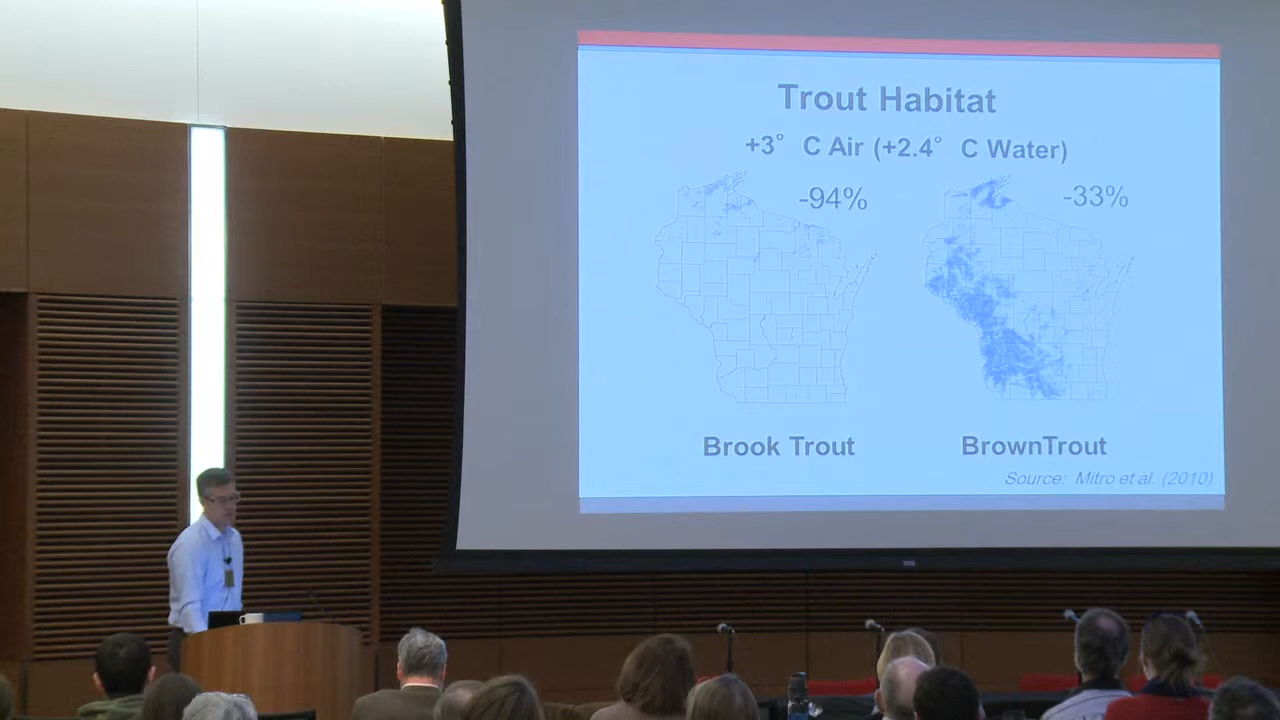 Trout Habitat
+3° C Air (+2.4° C Water)
-94%
-33%
Brook Trout
BrownTrout
Source: Mitro et al. (2010)